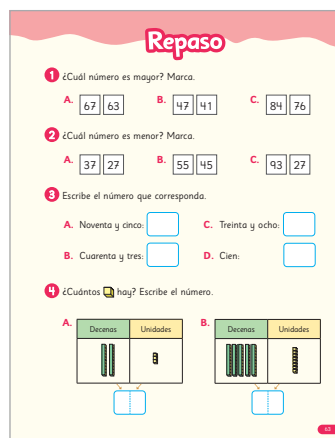 Repaso
1 ¿Cuál número es mayor? Marca.
A. 67 63 B. 47 41 C. 84 76
2 ¿Cuál número es menor? Marca.
A. 37 27 B. 55 45 C. 93 27
3 Escribe el número que corresponda.
A. Noventa y cinco: C. Treinta y ocho:
B. Cuarenta y tres: D. Cien:
4 ¿Cuántos hay? Escribe el número.
A. Decenas Unidades B. Decenas Unidades
63